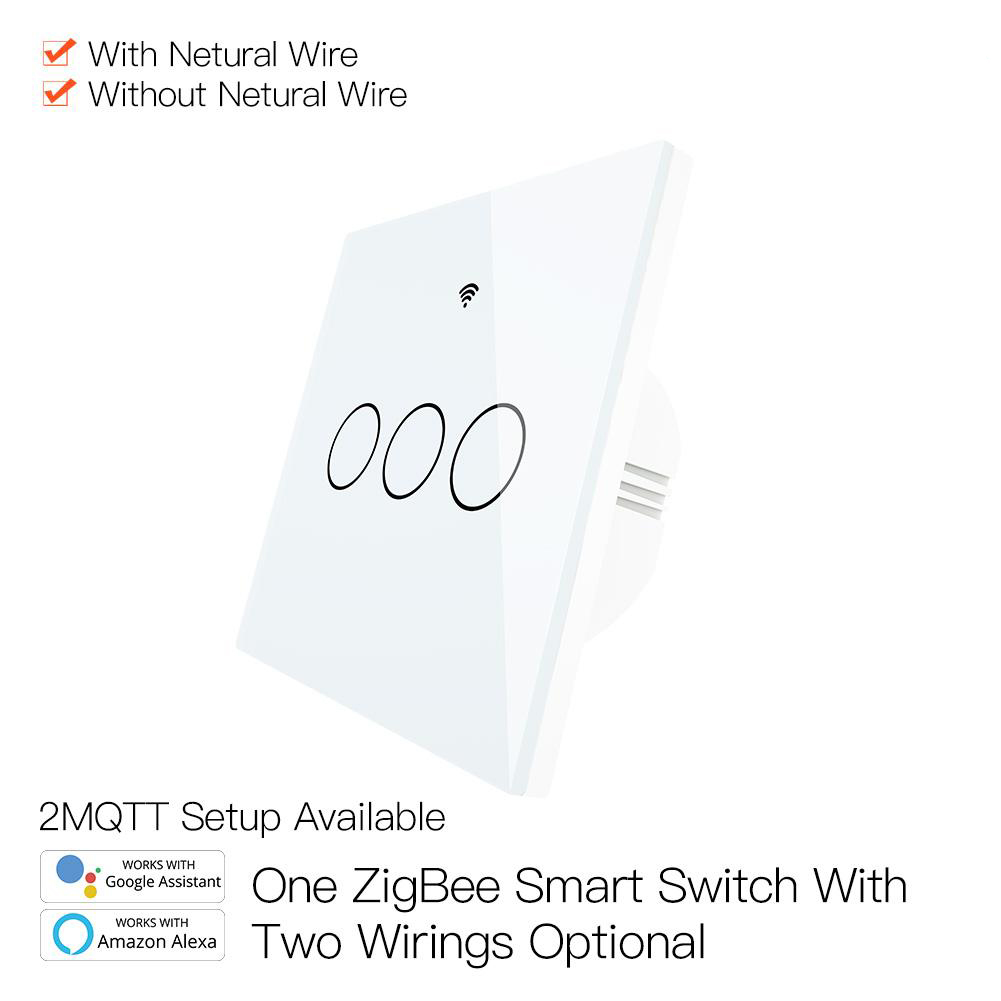 With Netural Wire
Without Netural Wire
2MQTT Setup Available
WORKS WITH
Google Assistant
WORKS WITH
Amazon Alexa
One ZigBee Smart Switch With
Two Wirings Optional